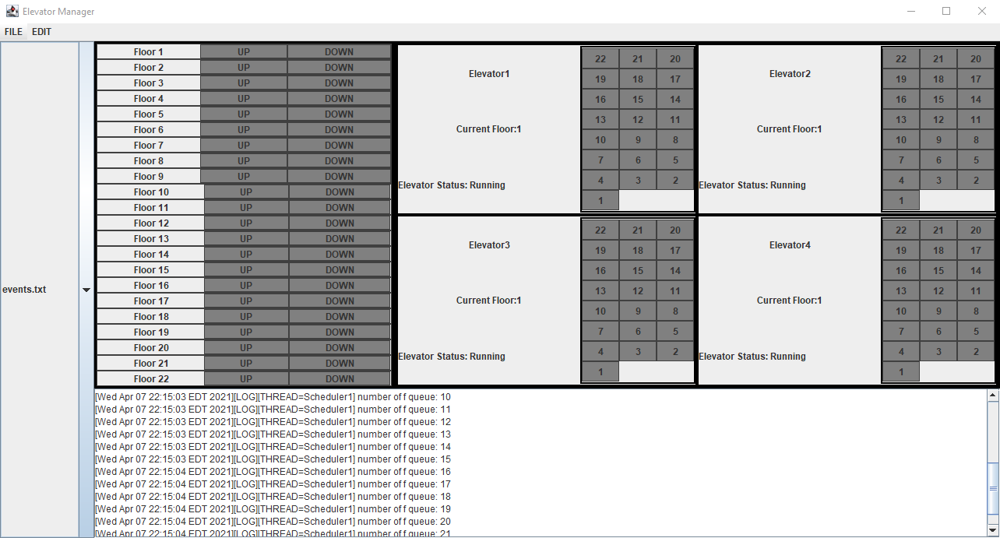 Elevator Manager
FILE EDIT
events.txt
Floor 1 UP DOWN
Floor 2 UP DOWN
Floor 3 UP DOWN
Floor 4 UP DOWN
Floor 5 UP DOWN
Floor 6 UP DOWN
Floor 7 UP DOWN
Floor 8 UP DOWN
Floor 9 UP DOWN
Floor 10 UP DOWN
Floor 11 UP DOWN
Floor 12 UP DOWN
Floor 13 UP DOWN
Floor 14 UP DOWN
Floor 15 UP DOWN
Floor 16 UP DOWN
Floor 17 UP DOWN
Floor 18 UP DOWN
Floor 19 UP DOWN
Floor 20 UP DOWN
Floor 21 UP DOWN
Floor 22 UP DOWN
Elevator1
Current Floor:1
Elevator Status: Running
22 21 20
19 18 17
16 15 14
13 12 11
10 9 8
7 6 5
4 3 2
1
Elevator2
Current Floor:1
Elevator Status: Running
22 21 20
19 18 17
16 15 14
13 12 11
10 9 8
7 6 5
4 3 2
1
Elevator3
Current Floor:1
Elevator Status: Running
22 21 20
19 18 17
16 15 14
13 12 11
10 9 8
7 6 5
4 3 2
1
Elevator4
Current Floor:1
Elevator Status: Running
22 21 20
19 18 17
16 15 14
13 12 11
10 9 8
7 6 5
4 3 2
1
[Wed Apr 07 22:15:03 EDT 2021][LOG][THREAD=Scheduler1] number off queue: 10
[Wed Apr 07 22:15:03 EDT 2021][LOG][THREAD=Scheduler1] number off queue: 11
[Wed Apr 07 22:15:03 EDT 2021][LOG][THREAD=Scheduler1] number off queue: 12
[Wed Apr 07 22:15:03 EDT 2021][LOG][THREAD=Scheduler1] number off queue: 13
[Wed Apr 07 22:15:03 EDT 2021][LOG][THREAD=Scheduler1] number off queue: 14
[Wed Apr 07 22:15:03 EDT 2021][LOG][THREAD=Scheduler1] number off queue: 15
[Wed Apr 07 22:15:04 EDT 2021][LOG][THREAD=Scheduler1] number off queue: 16
[Wed Apr 07 22:15:04 EDT 2021][LOG][THREAD=Scheduler1] number off queue: 17
[Wed Apr 07 22:15:04 EDT 2021][LOG][THREAD=Scheduler1] number off queue: 18
[Wed Apr 07 22:15:04 EDT 2021][LOG][THREAD=Scheduler1] number off queue: 19
[Wed Apr 07 22:15:04 EDT 2021][LOG][THREAD=Scheduler1] number off queue: 20
[Wed Apr 07 22:15:04 EDT 2021][LOG][THREAD=Scheduler1] number off queue: 21